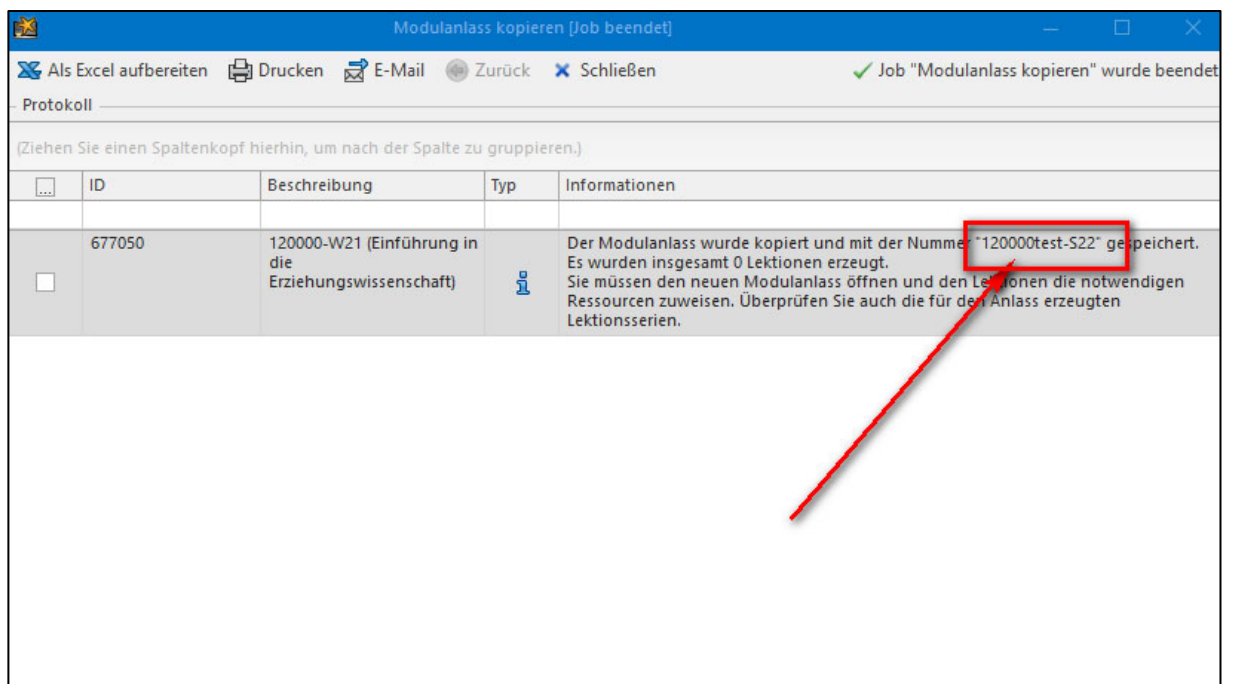 Modulanlass kopieren [Job beendet]
Als Excel aufbereiten Drucken E-Mail Zurück Schließen Job "Modulanlass kopieren" wurde beendet
Protokoll
(Ziehen Sie einen Spaltenkopf hierhin, um nach der Spalte zu gruppieren.)
... ID Beschreibung Typ Informationen
677050
120000-W21 (Einführung in
die
Erziehungswissenschaft)
Der Modulanlass wurde kopiert und mit der Nummer "120000test-S22" gespeichert.
Es wurden insgesamt 0 Lektionen erzeugt.
Sie müssen den neuen Modulanlass öffnen und den Lektionen die notwendigen
Ressourcen zuweisen. Überprüfen Sie auch die für den Anlass erzeugten
Lektionsserien.